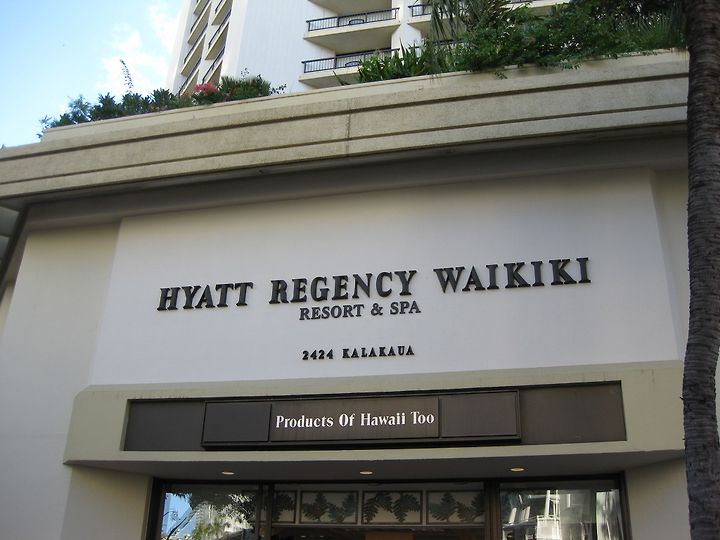 HYATT REGENCY WAIKIKI
RESORT & SPA
2424 KALAKAUA
Products Of Hawaii Too